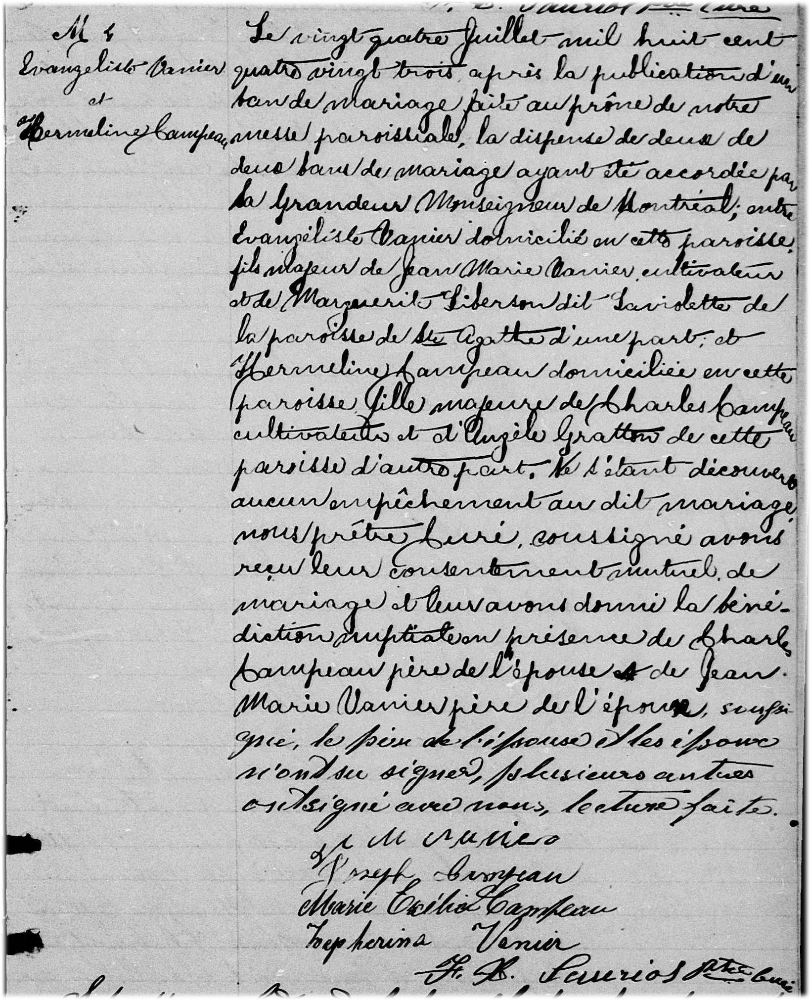 Curé
M 4
Evangeliste Vanier
et
Hermeline Campeau
Le vingt quatre Juillet mil huit cent
quatre vingt trois, après la publication d'un
ban de mariage faite au prône de notre
messe paroissiale, la dispense de deux de
deux bans de mariage ayant été accordée par
Sa Grandeur Monseigneur de Montréal; entre
Evangéliste Vanier domicilié en cette paroisse,
fils majeur de Jean Marie Vanier, cultivateur
et de Marguerite Liberson dit Laviolette de
la paroisse de Ste Agathe d'une part; et
Hermeline Campeau domiciliée en cette
paroisse, fille majeure de Charles Campeau
cultivateur et d'Angèle Gratton de cette
paroisse d'autre part. Ne s'étant découvert
aucun empêchement au dit mariage,
nous prêtre Curé, soussigné avons
reçu leur consentement mutuel, de
mariage et leur avons donné la béné-
diction nuptiale en présence de Charles
Campeau père de l'épouse et de Jean
Marie Vanier père de l'époux, soussi
gné, le père de l'épouse et les époux
n'ont su signer, plusieurs autres
ont signé avec nous, lecture faite.
J M Vanier
Joseph Campeau
Marie Exélia Campeau
Zepherina Venier
Ptre Curé